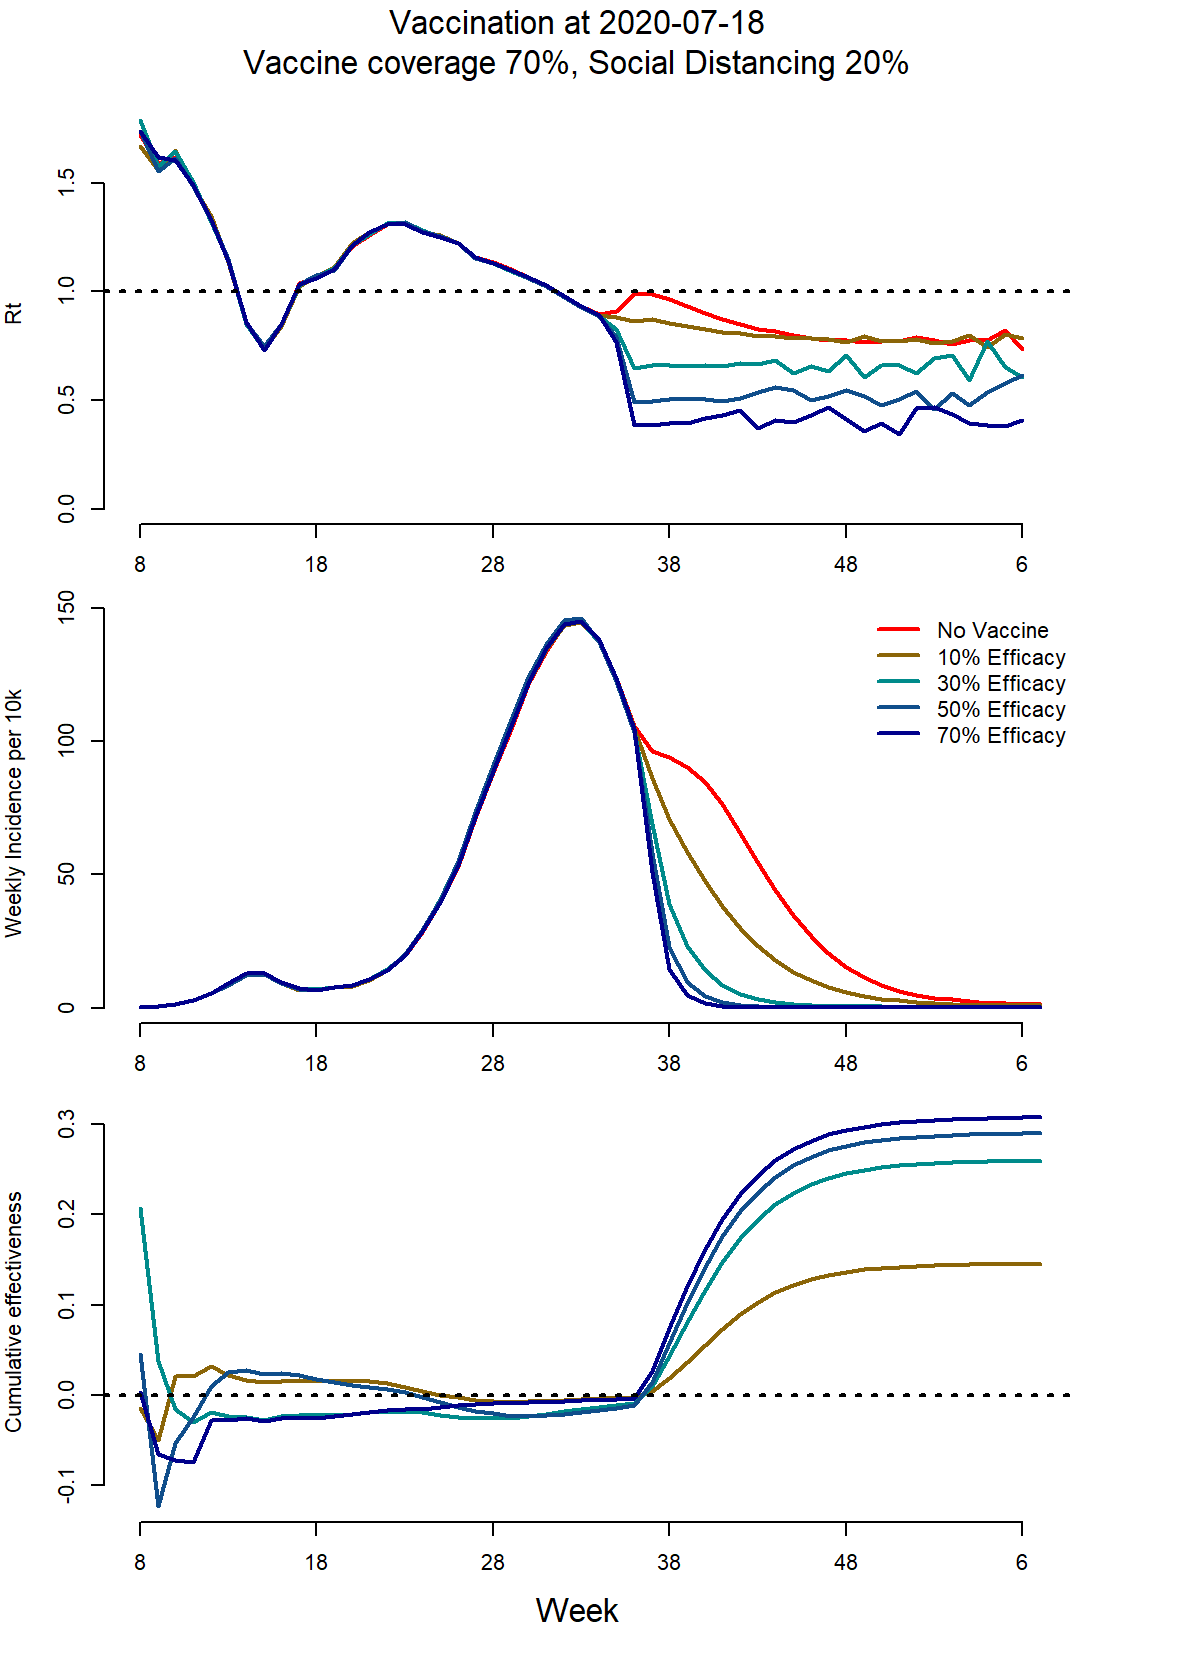 Vaccination at 2020-07-18
Vaccine coverage 70%, Social Distancing 20%
Rt
0.0
0.5
1.0
1.5
8 18 28 38 48 6
Weekly Incidence per 10k
0
50
100
150
No Vaccine
10% Efficacy
30% Efficacy
50% Efficacy
70% Efficacy
8 18 28 38 48 6
Cumulative effectiveness
-0.1
0.0
0.1
0.2
0.3
8 18 28 38 48 6
Week